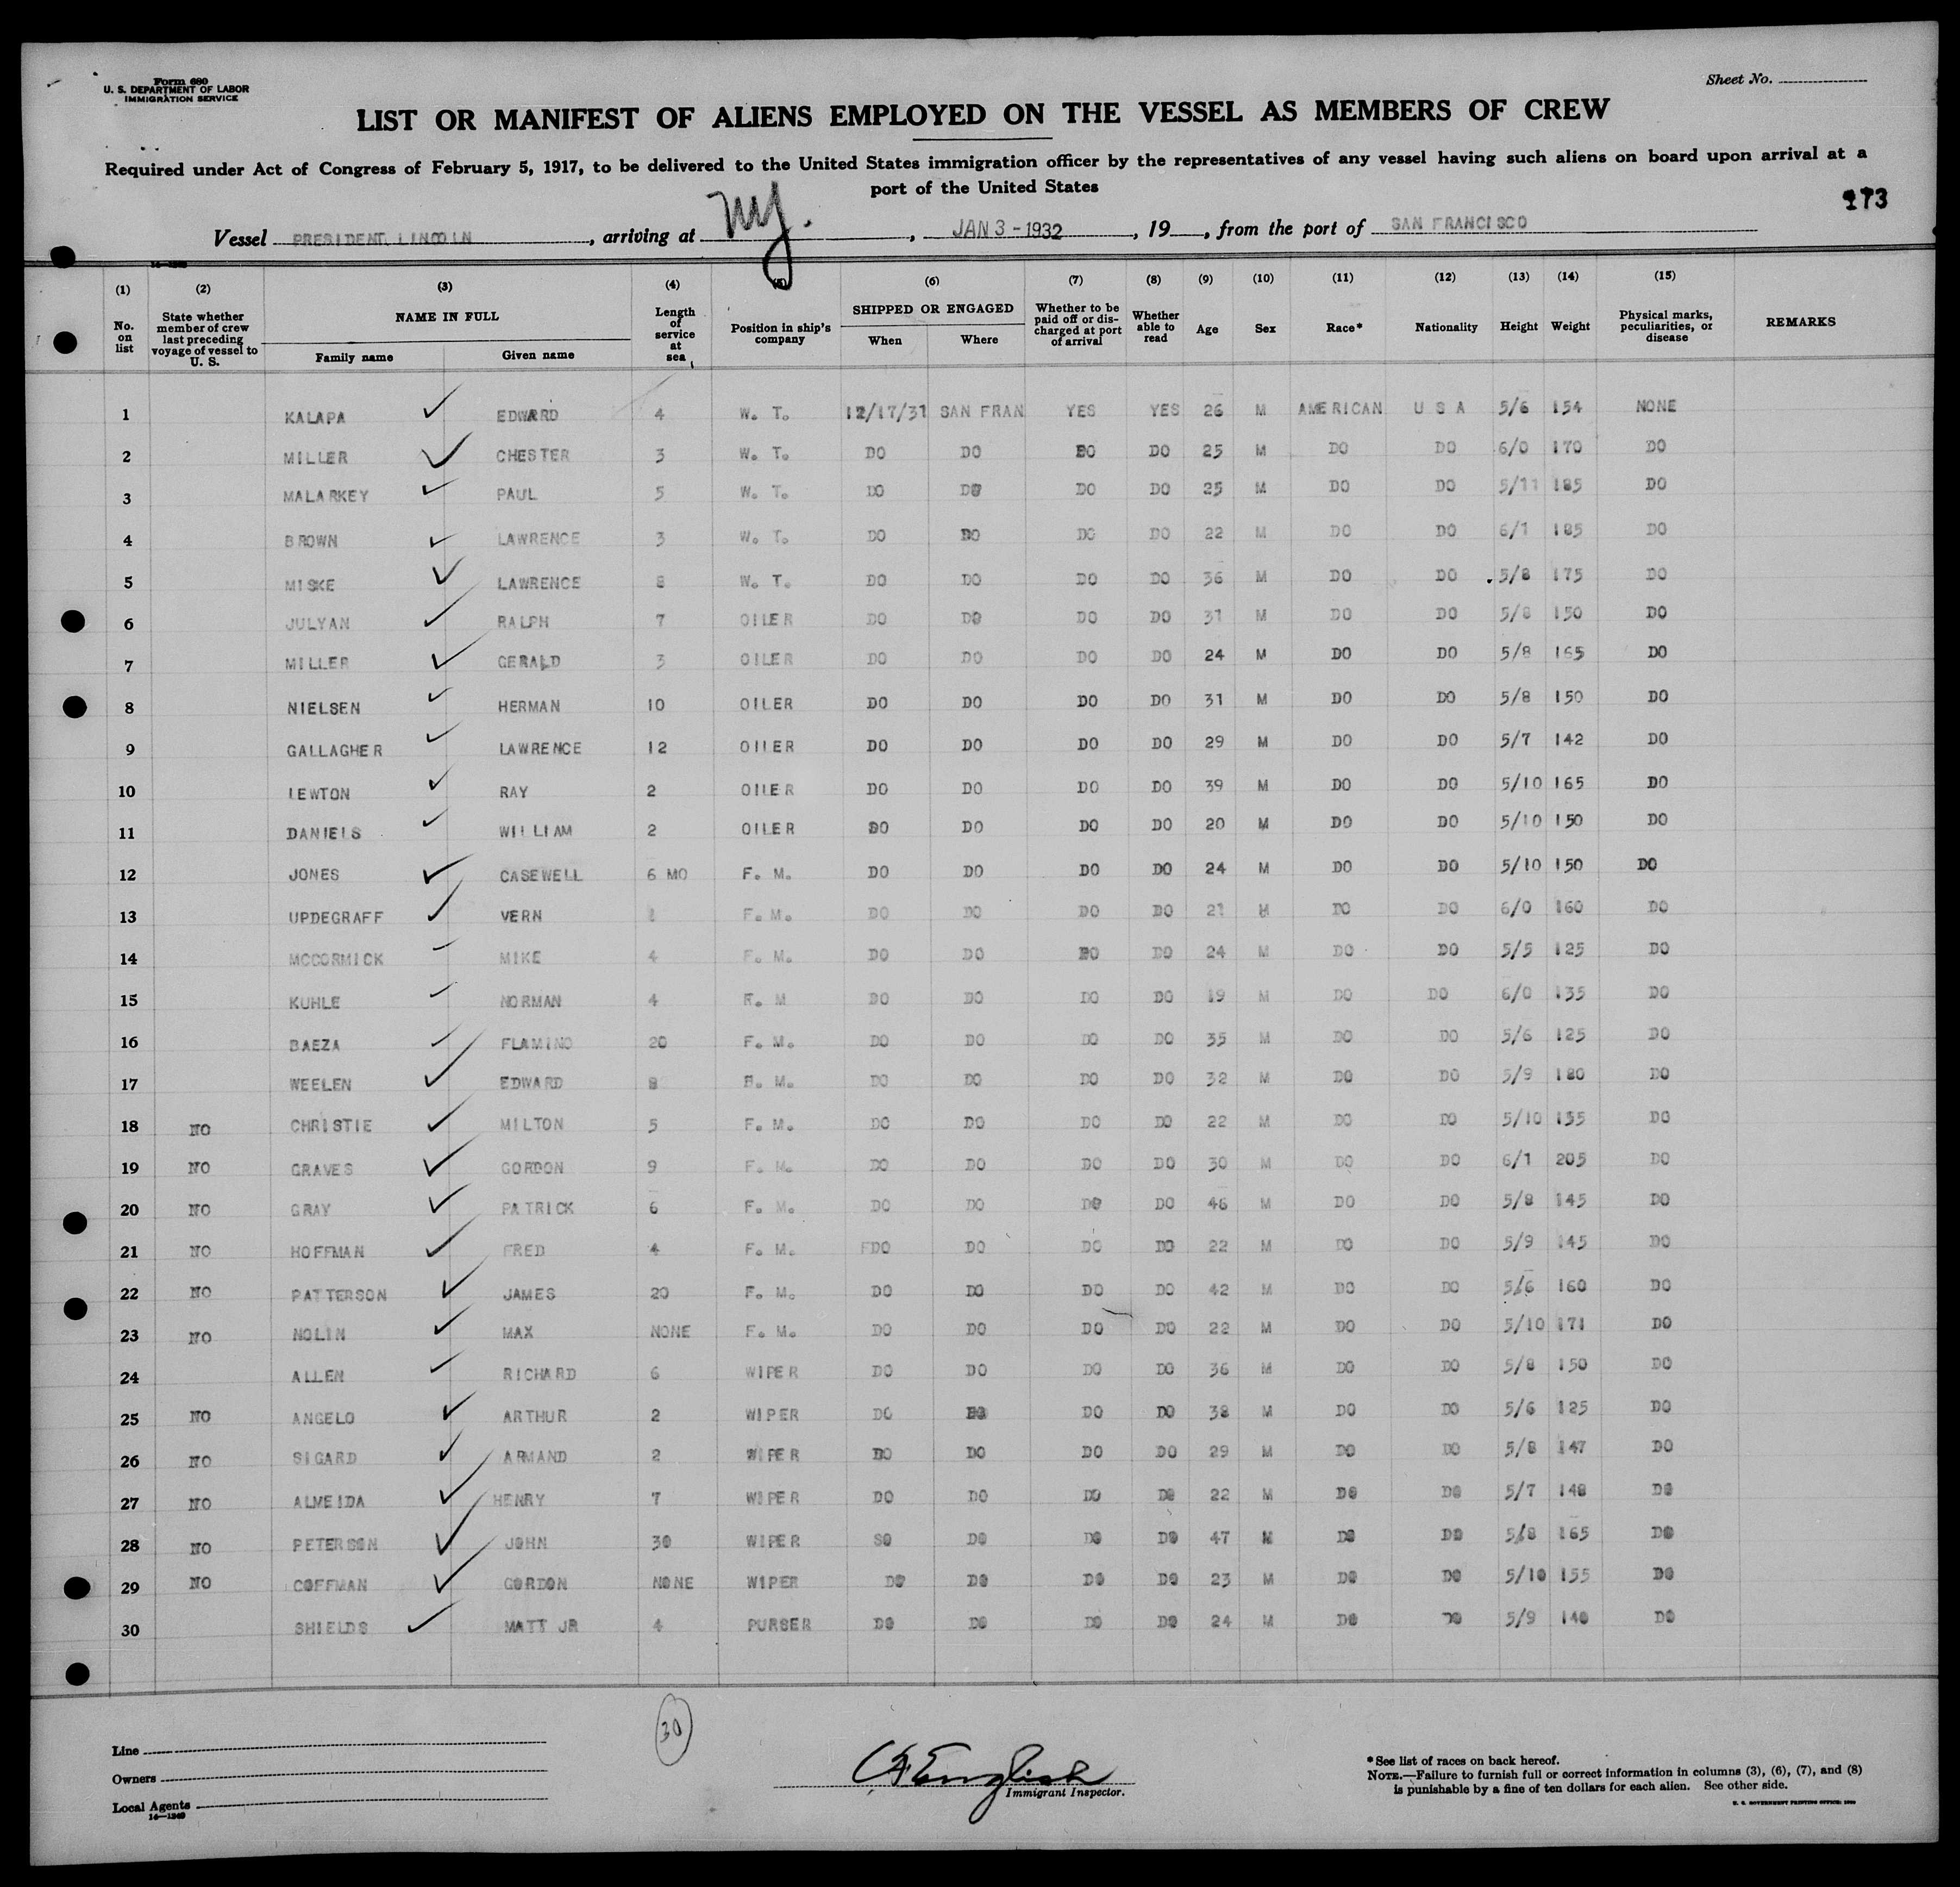 Form 680
U. S. DEPARTMENT OF LABOR
IMMIGRATION SERVICE
Sheet No.
LIST OR MANIFEST OF ALIENS EMPLOYED ON THE VESSEL AS MEMBERS OF CREW
Required under Act of Congress of February 5, 1917, to be delivered to the United States immigration officer by the representatives of any vessel having such aliens on board upon arrival at a
port of the United States
173
Vessel PRESIDENT LINCOLN, arriving at NY., JAN 3 - 1932, 19, from the port of SAN FRANCISCO
(1) No. on list (2) State whether member of crew last preceding voyage of vessel to U. S. (3) NAME IN FULL Family name Given name (4) Length of service at sea (5) Position in ship's company (6) SHIPPED OR ENGAGED When Where (7) Whether to be paid off or discharged at port of arrival (8) Whether able to read (9) Age (10) Sex (11) Race* (12) Nationality (13) Height (14) Weight (15) Physical marks, peculiarities, or disease REMARKS
1 KALAPA EDWARD 4 W. T. 12/17/31 SAN FRAN YES YES 26 M AMERICAN U S A 5/6 154 NONE
2 MILLER CHESTER 3 W. T. DO DO DO DO 25 M DO DO 6/0 170 DO
3 MALARKEY PAUL 5 W. T. DO DO DO DO 25 M DO DO 5/11 185 DO
4 BROWN LAWRENCE 3 W. T. DO DO DO DO 22 M DO DO 6/1 185 DO
5 MISKE LAWRENCE 8 W. T. DO DO DO DO 36 M DO DO 5/8 175 DO
6 JULYAN RALPH 7 OILER DO DO DO DO 31 M DO DO 5/8 150 DO
7 MILLER GERALD 3 OILER DO DO DO DO 24 M DO DO 5/8 165 DO
8 NIELSEN HERMAN 10 OILER DO DO DO DO 31 M DO DO 5/8 150 DO
9 GALLAGHER LAWRENCE 12 OILER DO DO DO DO 29 M DO DO 5/7 142 DO
10 LEWTON RAY 2 OILER DO DO DO DO 39 M DO DO 5/10 165 DO
11 DANIELS WILLIAM 2 OILER DO DO DO DO 20 M DO DO 5/10 150 DO
12 JONES CASEWELL 6 MO F. M. DO DO DO DO 24 M DO DO 5/10 150 DO
13 UPDEGRAFF VERN F. M. DO DO DO DO 21 M DO DO 6/0 160 DO
14 MCCORMICK MIKE 4 F. M. DO DO DO DO 24 M DO DO 5/5 125 DO
15 KUHLE NORMAN 4 F. M DO DO DO DO 19 M DO DO 6/0 135 DO
16 BAEZA FLAMINO 20 F. M. DO DO DO DO 35 M DO DO 5/6 125 DO
17 WEELEN EDWARD 8 F. M. DO DO DO DO 32 M DO DO 5/9 180 DO
18 NO CHRISTIE MILTON 5 F. M. DO DO DO DO 22 M DO DO 5/10 155 DO
19 NO GRAVES GORDON 9 F. M. DO DO DO DO 30 M DO DO 6/1 205 DO
20 NO GRAY PATRICK 6 F. M. DO DO DO DO 46 M DO DO 5/8 145 DO
21 NO HOFFMAN FRED 4 F. M. FDO DO DO DO 22 M DO DO 5/9 145 DO
22 NO PATTERSON JAMES 20 F. M. DO DO DO DO 42 M DO DO 5/6 160 DO
23 NO NOLIN MAX NONE F. M. DO DO DO DO 22 M DO DO 5/10 171 DO
24 ALLEN RICHARD 6 WIPER DO DO DO DO 36 M DO DO 5/8 150 DO
25 NO ANGELO ARTHUR 2 WIPER DO DO DO DO 38 M DO DO 5/6 125 DO
26 NO SIGARD ARMAND 2 WIPER DO DO DO DO 29 M DO DO 5/8 147 DO
27 NO ALMEIDA HENRY 7 WIPER DO DO DO DO 22 M DO DO 5/7 148 DO
28 NO PETERSON JOHN 30 WIPER SO DO DO DO 47 M DO DO 5/8 165 DO
29 NO COFFMAN GORDON NONE WIPER DO DO DO DO 23 M DO DO 5/10 155 DO
30 SHIELDS MATT JR 4 PURSER DO DO DO DO 24 M DO DO 5/9 140 DO
30
Line
Owners
Local Agents
14—1240
English
Immigrant Inspector.
*See list of races on back hereof.
NOTE.—Failure to furnish full or correct information in columns (3), (6), (7), and (8)
is punishable by a fine of ten dollars for each alien. See other side.